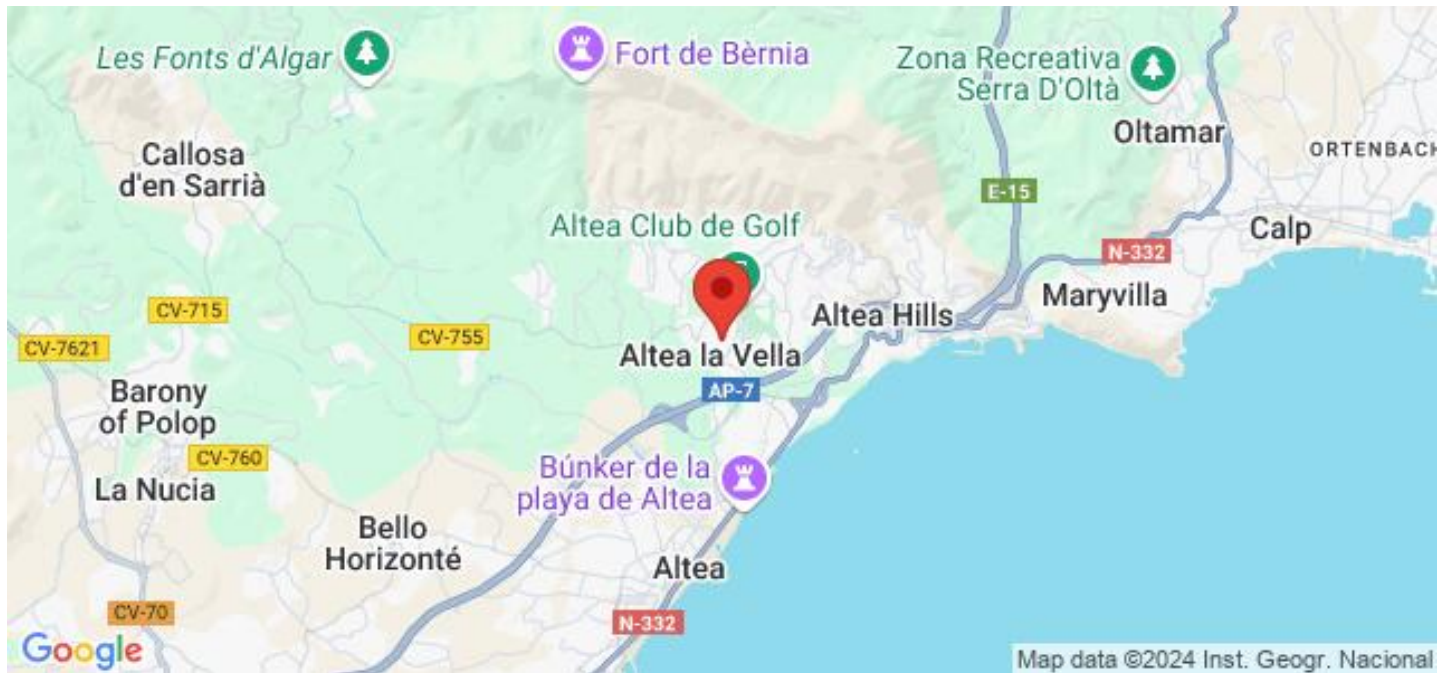 Les Fonts d'Algar
Fort de Bèrnia
Zona Recreativa
Serra D'Oltà
Oltamar
ORTENBACH
Callosa
d'en Sarrià
E-15
Altea Club de Golf
Calp
N-332
Maryvilla
CV-715
Altea Hills
CV-755
CV-7621
Altea la Vella
AP-7
Barony
of Polop
CV-760
Búnker de la
playa de Altea
La Nucia
Bello
Horizonté
Altea
CV-70
N-332
Google
Map data ©2024 Inst. Geogr. Nacional